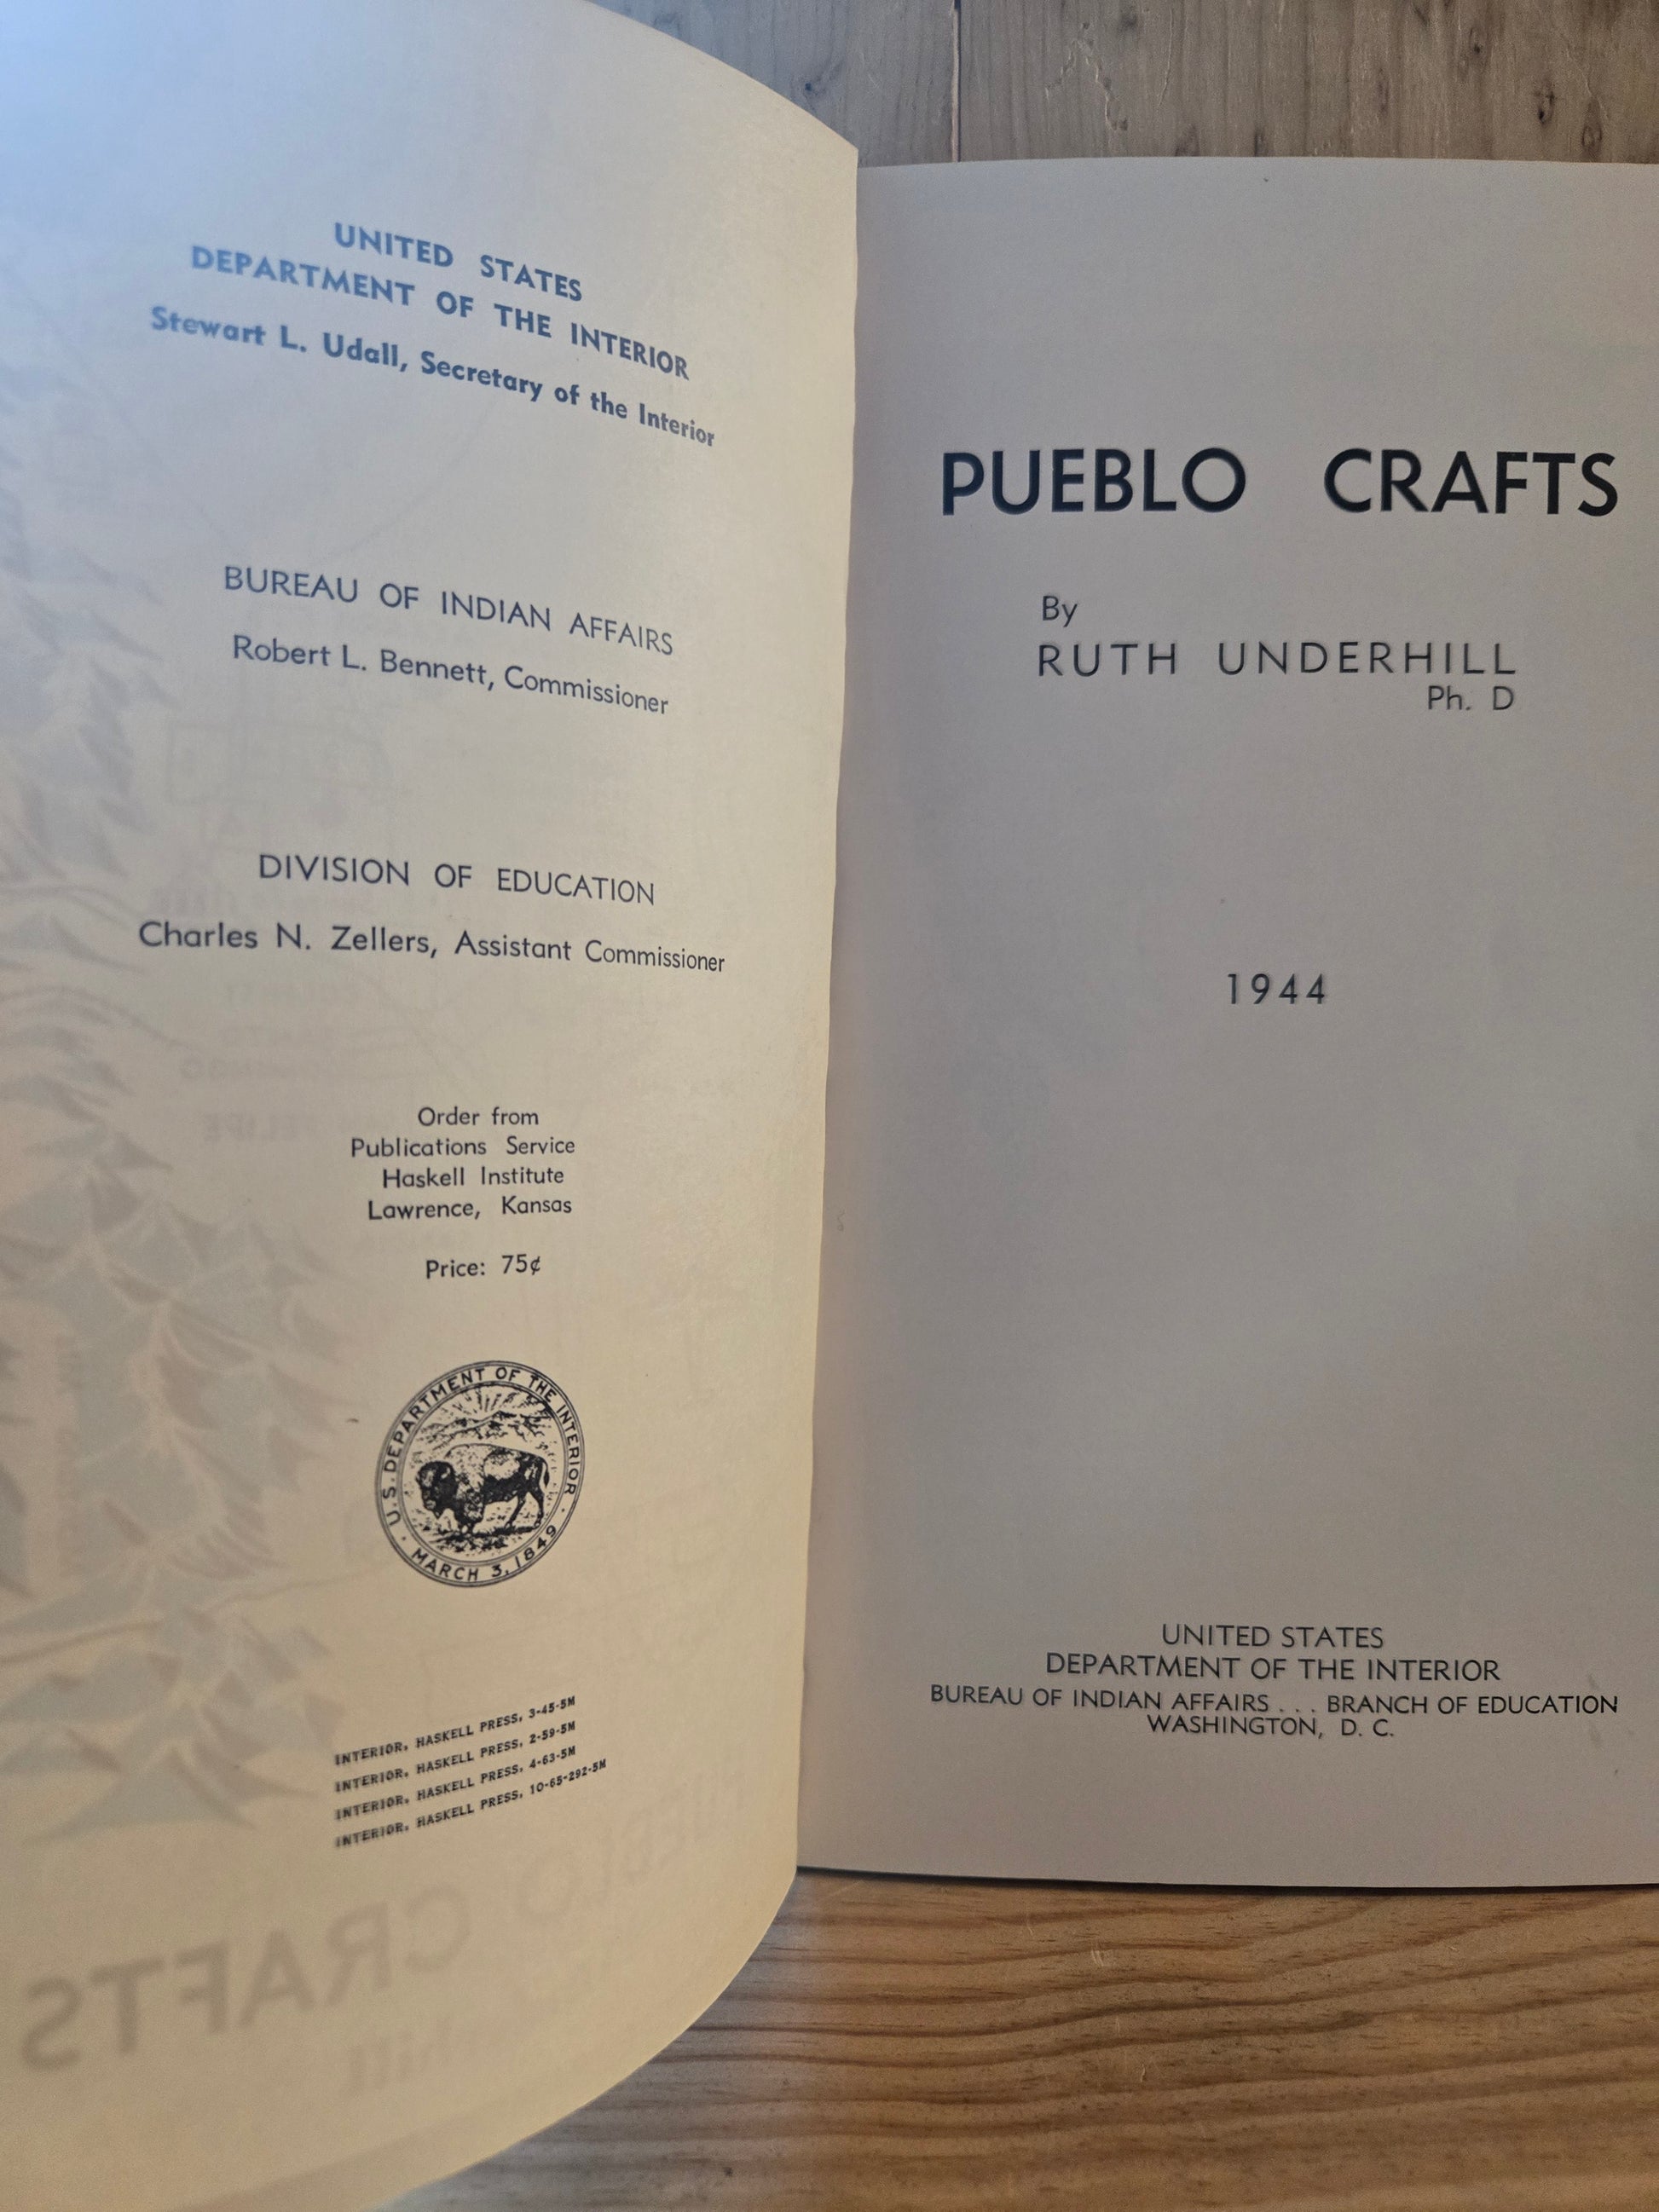 UNITED STATES
DEPARTMENT OF THE INTERIOR
Stewart L. Udall, Secretary of the Interior
BUREAU OF INDIAN AFFAIRS
Robert L. Bennett, Commissioner
DIVISION OF EDUCATION
Charles N. Zellers, Assistant Commissioner
Order from
Publications Service
Haskell Institute
Lawrence, Kansas
Price: 75¢
U.S. DEPARTMENT OF THE INTERIOR
MARCH 3, 1849
INTERIOR, HASKELL PRESS, 3-45-5M
INTERIOR, HASKELL PRESS, 2-59-5M
INTERIOR, HASKELL PRESS, 4-63-5M
INTERIOR, HASKELL PRESS, 10-65-292-5M
CRAFTS
PUEBLO CRAFTS
By
RUTH UNDERHILL
Ph. D
1944
UNITED STATES
DEPARTMENT OF THE INTERIOR
BUREAU OF INDIAN AFFAIRS . . . BRANCH OF EDUCATION
WASHINGTON, D. C.